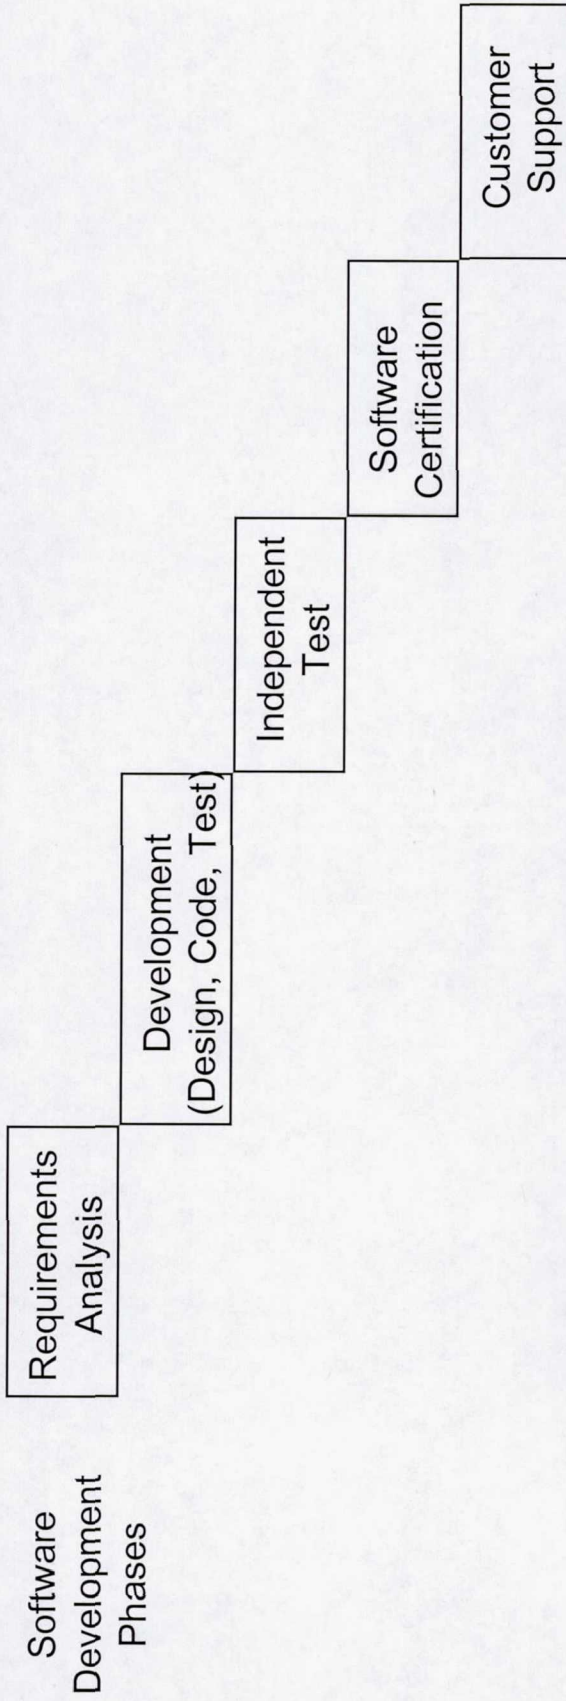 Software
Development
Phases
Requirements
Analysis
Development
(Design, Code, Test)
Independent
Test
Software
Certification
Customer
Support